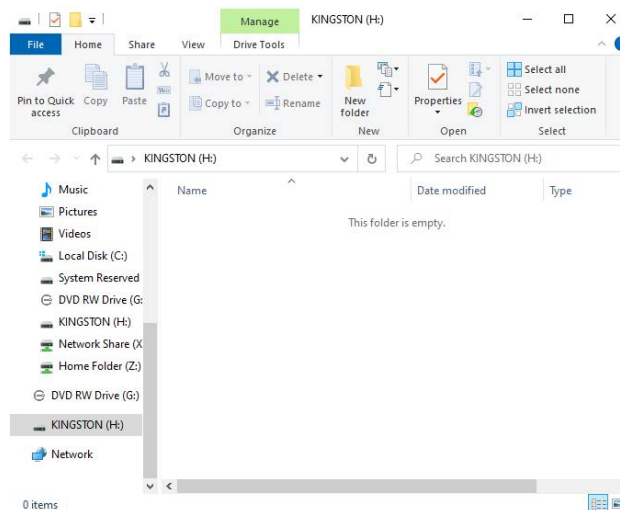 Manage KINGSTON (H:)
File Home Share View Drive Tools
Pin to Quick access
Copy
Paste
Clipboard
Move to
Copy to
Delete
Rename
Organize
New folder
New
Properties
Open
Select all
Select none
Invert selection
Select
KINGSTON (H:)
Search KINGSTON (H:)
Name Date modified Type
This folder is empty.
Music
Pictures
Videos
Local Disk (C:)
System Reserved
DVD RW Drive (G:
KINGSTON (H:)
Network Share (X
Home Folder (Z:)
DVD RW Drive (G:)
KINGSTON (H:)
Network
0 items